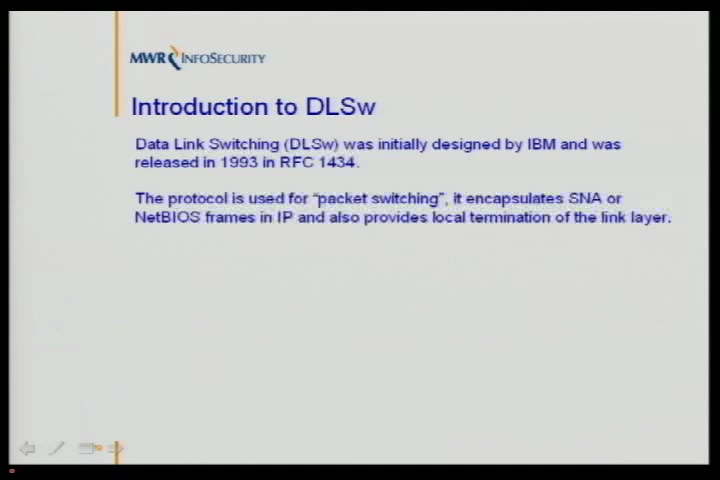 MWR INFOSECURITY
Introduction to DLSw
Data Link Switching (DLSw) was initially designed by IBM and was
released in 1993 in RFC 1434.
The protocol is used for “packet switching”, it encapsulates SNA or
NetBIOS frames in IP and also provides local termination of the link layer.